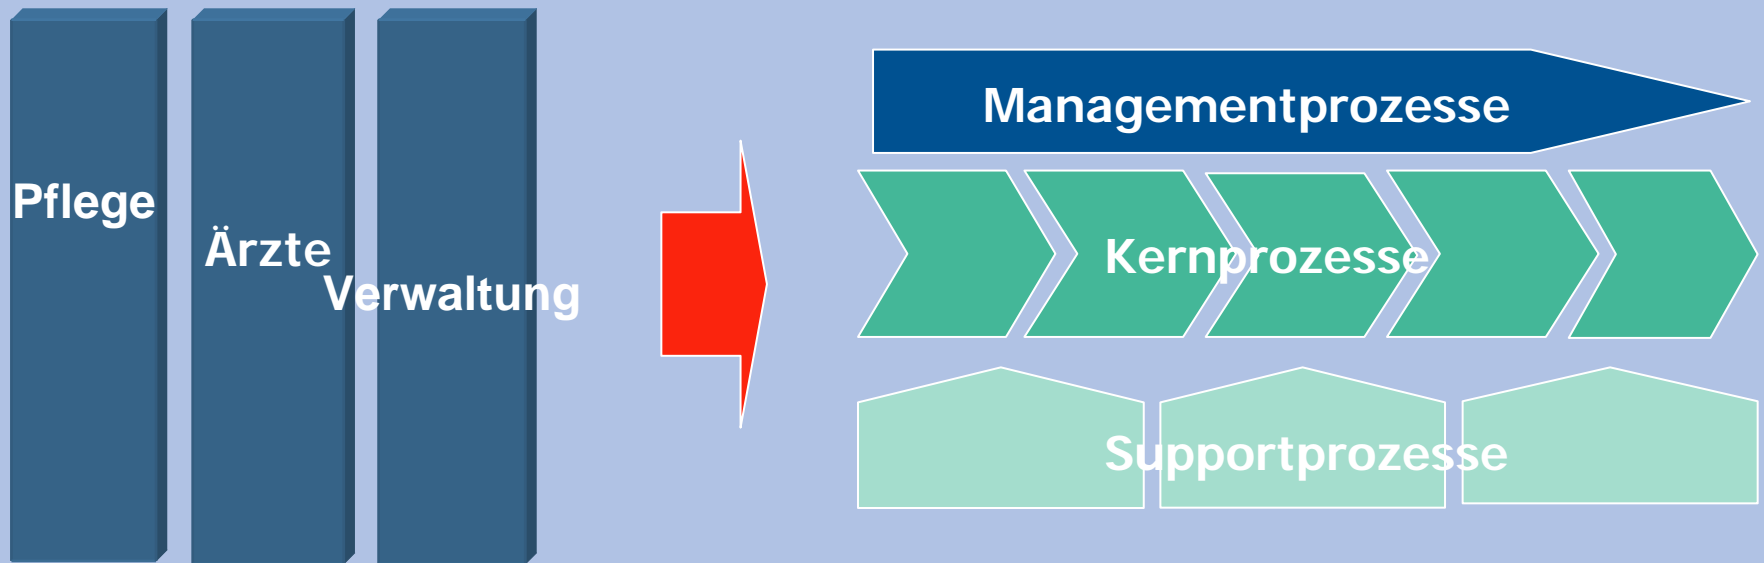 Pflege
Ärzte
Verwaltung
Managementprozesse
Kernprozesse
Supportprozesse